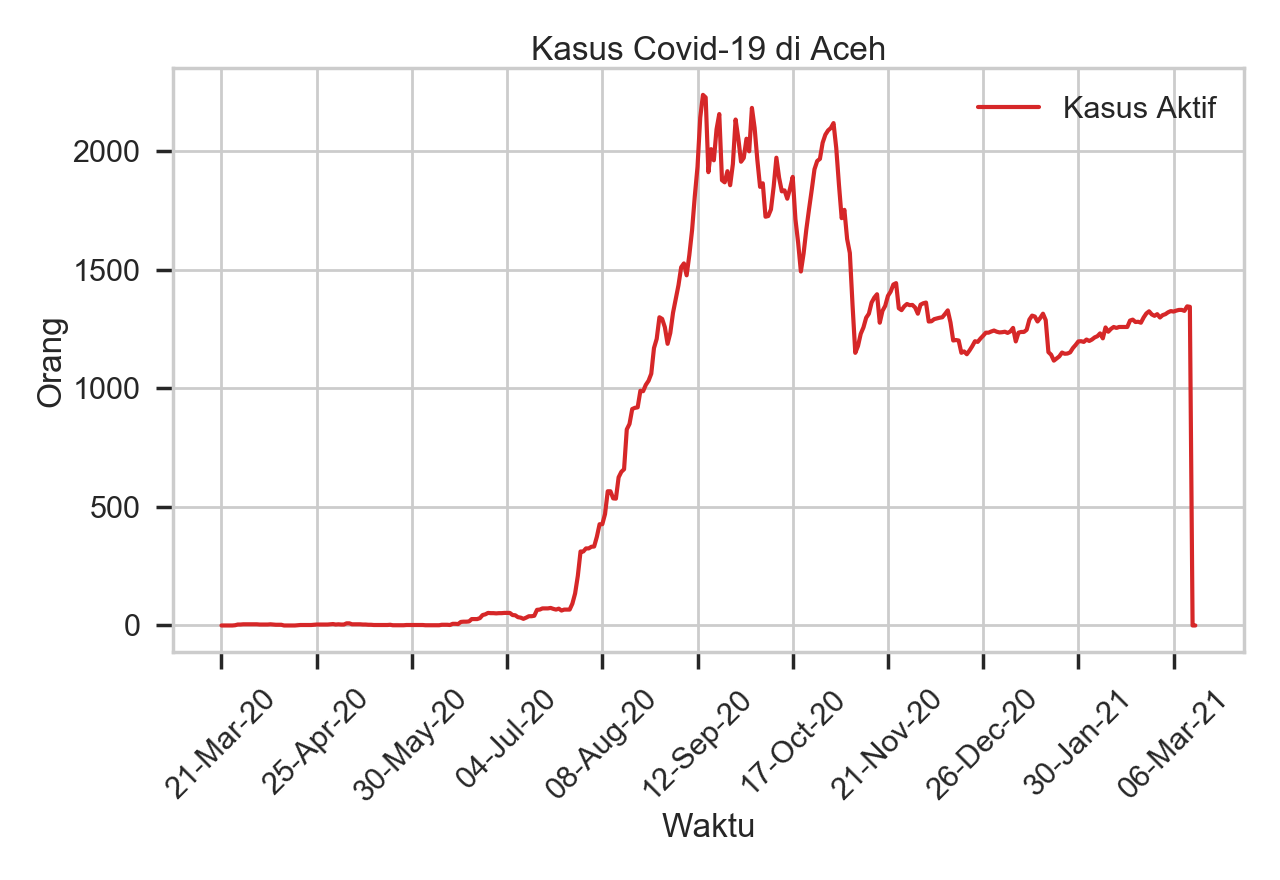 Kasus Covid-19 di Aceh
Kasus Aktif
2000
1500
1000
500
0
Orang
21-Mar-20
25-Apr-20
30-May-20
04-Jul-20
08-Aug-20
12-Sep-20
17-Oct-20
21-Nov-20
26-Dec-20
30-Jan-21
06-Mar-21
Waktu